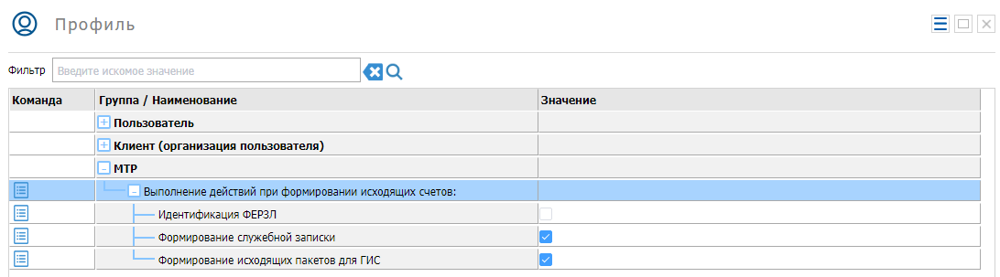 Профиль
Фильтр Введите искомое значение
Команда Группа / Наименование Значение
Пользователь
Клиент (организация пользователя)
МТР
Выполнение действий при формировании исходящих счетов:
Идентификация ФЕРЗЛ
Формирование служебной записки
Формирование исходящих пакетов для ГИС